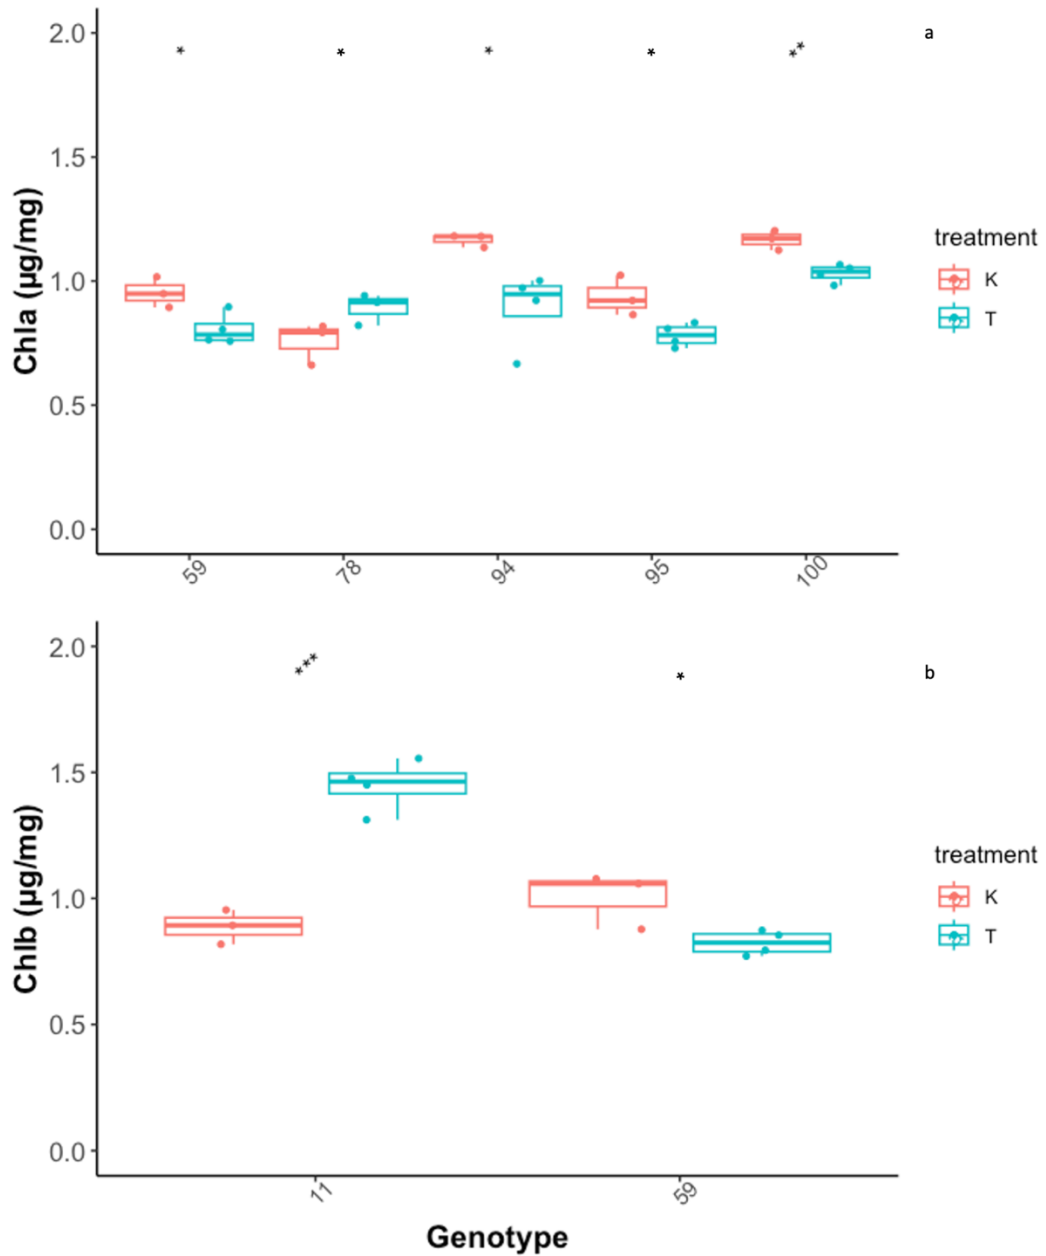 2.0
* * * * **
a
1.5
Chla (µg/mg)
treatment
K
1.0
T
0.5
0.0
59 78 94 95 100
2.0
*** *
b
1.5
Chlb (µg/mg)
treatment
K
1.0
T
0.5
0.0
11 59
Genotype